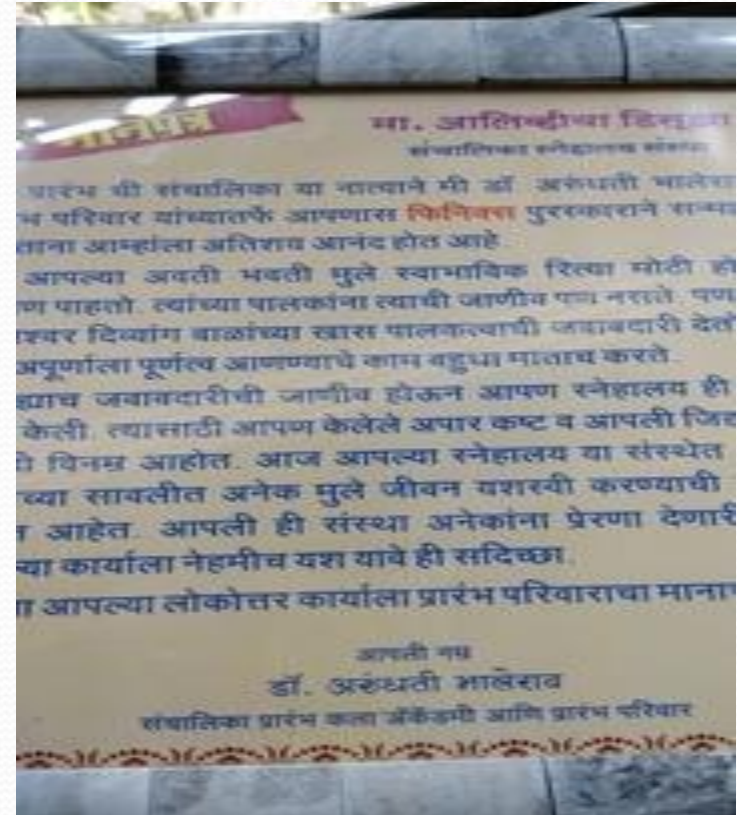 मानपत्र
मा. आलिव्हीया डिसूझा
संचालिका स्नेहालय संस्था
प्रारंभ ची संचालिका या नात्याने मी डॉ. अरुंधती भालेरा
भ परिवार यांच्यातर्फे आपणास फिनिक्स पुरस्काराने सन्मा
ताना आम्हांला अतिशय आनंद होत आहे.
आपल्या अवती भवती मुले स्वाभाविक रित्या मोठी हो
पण पाहतो. त्यांच्या पालकांना त्याची जाणीव पण नसते. पण
श्वर दिव्यांग बाळांच्या खास पालकत्वाची जबाबदारी देतो
अपूर्णाला पूर्णत्व आणण्याचे काम बहुधा माताच करते.
ह्याच जबाबदारीची जाणीव होऊन आपण स्नेहालय ही
केली. त्यासाठी आपण केलेले अपार कष्ट व आपली जिद
विनम्र आहोत. आज आपल्या स्नेहालय या संस्थेत
च्या सावलीत अनेक मुले जीवन यशस्वी करण्याची
त आहेत. आपली ही संस्था अनेकांना प्रेरणा देणारी
च्या कार्याला नेहमीच यश यावे ही सदिच्छा.
आपल्या लोकोत्तर कार्याला प्रारंभ परिवाराचा मानाच
आपली नम्र
डॉ. अरुंधती भालेराव
संचालिका प्रारंभ कला अॅकॅडमी आणि प्रारंभ परिवार